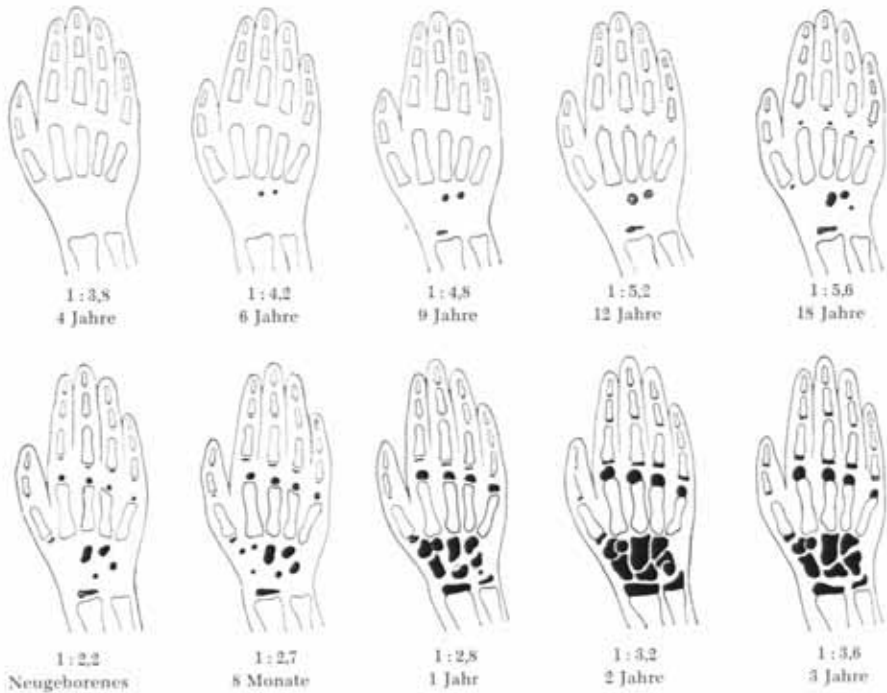 1 : 3,8 1 : 4,2 1 : 4,8 1 : 5,2 1 : 5,6
4 Jahre 6 Jahre 9 Jahre 12 Jahre 18 Jahre
1 : 2,2 1 : 2,7 1 : 2,8 1 : 3,2 1 : 3,6
Neugeborenes 8 Monate 1 Jahr 2 Jahre 3 Jahre